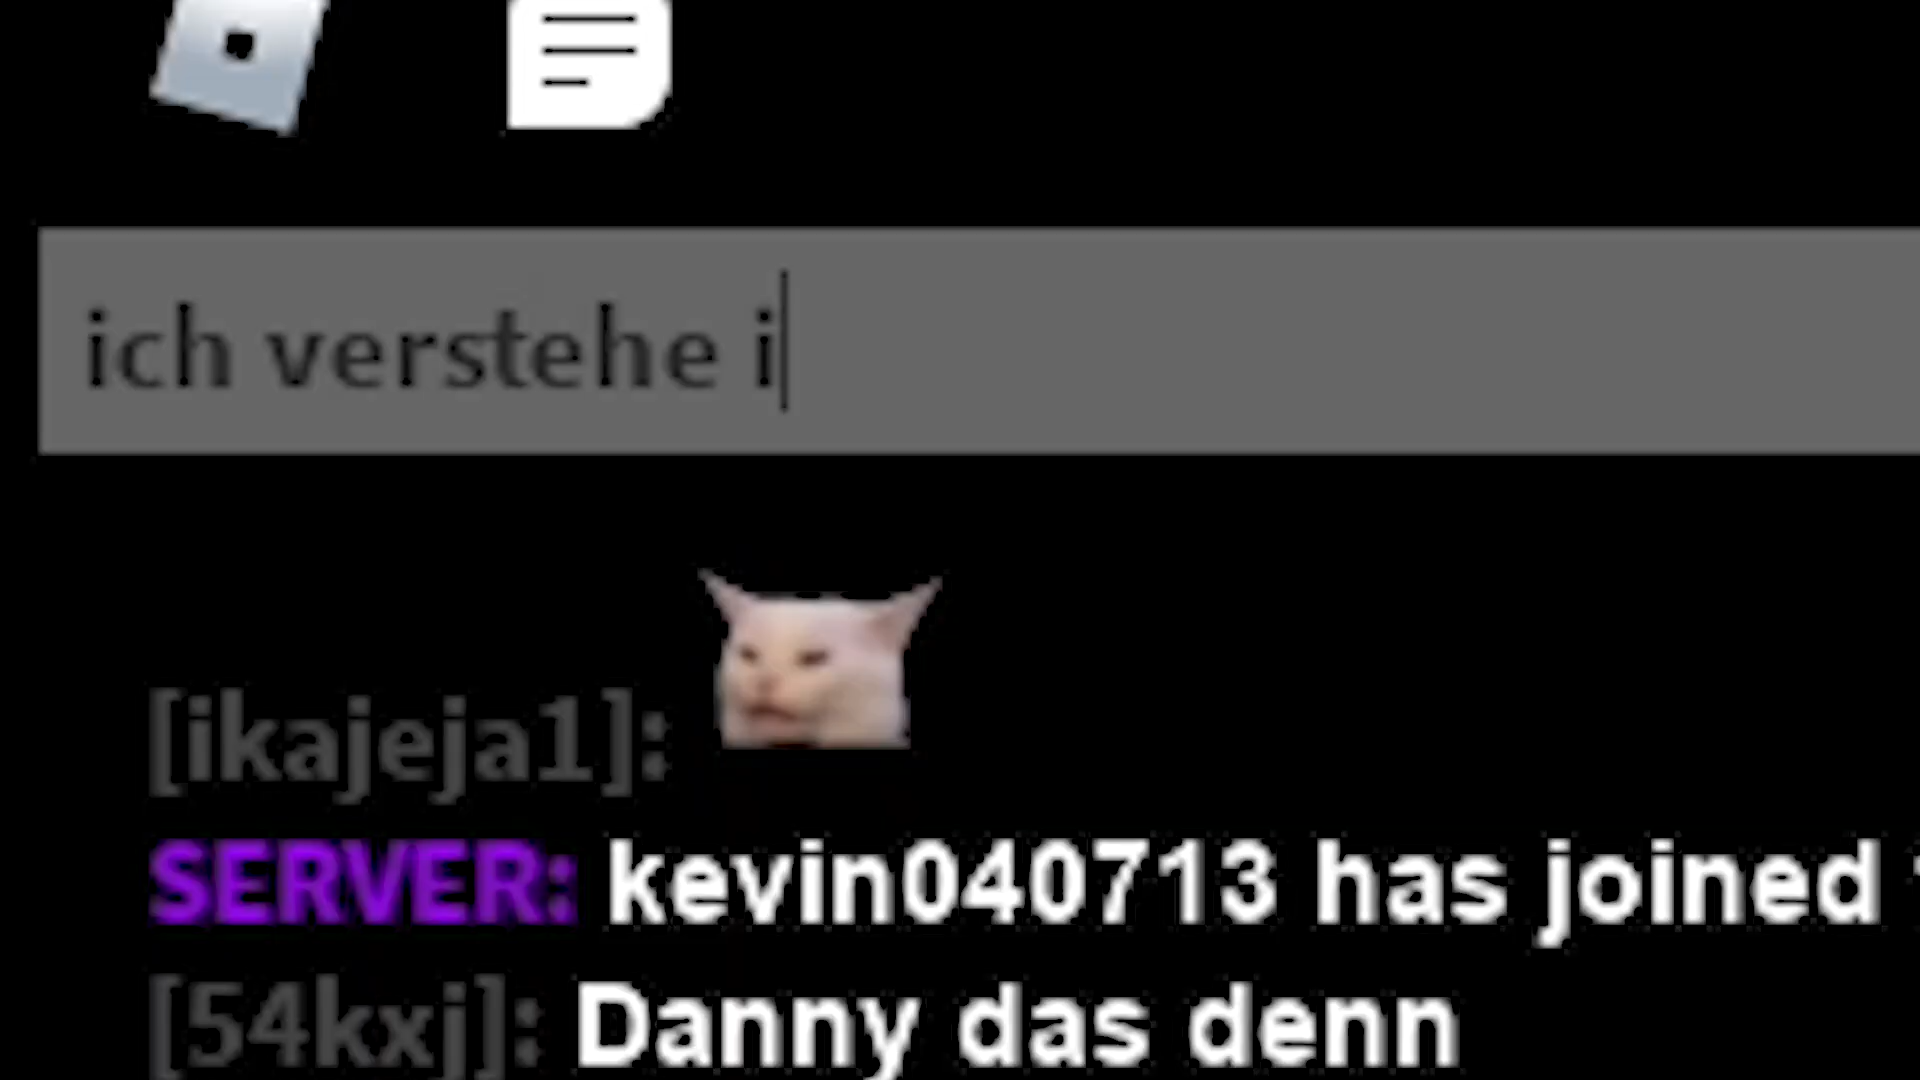 ich verstehe i
[ikajeja1]:
SERVER: kevin040713 has joined
[54kxj]: Danny das denn